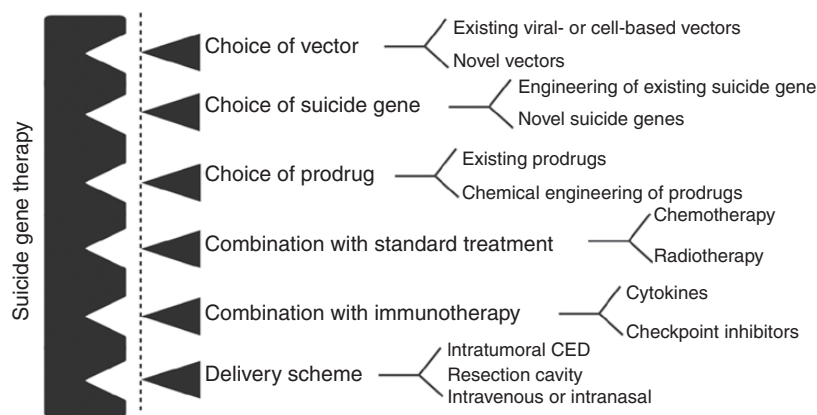 Suicide gene therapy
Choice of vector
Existing viral- or cell-based vectors
Novel vectors
Choice of suicide gene
Engineering of existing suicide gene
Novel suicide genes
Choice of prodrug
Existing prodrugs
Chemical engineering of prodrugs
Combination with standard treatment
Chemotherapy
Radiotherapy
Combination with immunotherapy
Cytokines
Checkpoint inhibitors
Delivery scheme
Intratumoral CED
Resection cavity
Intravenous or intranasal